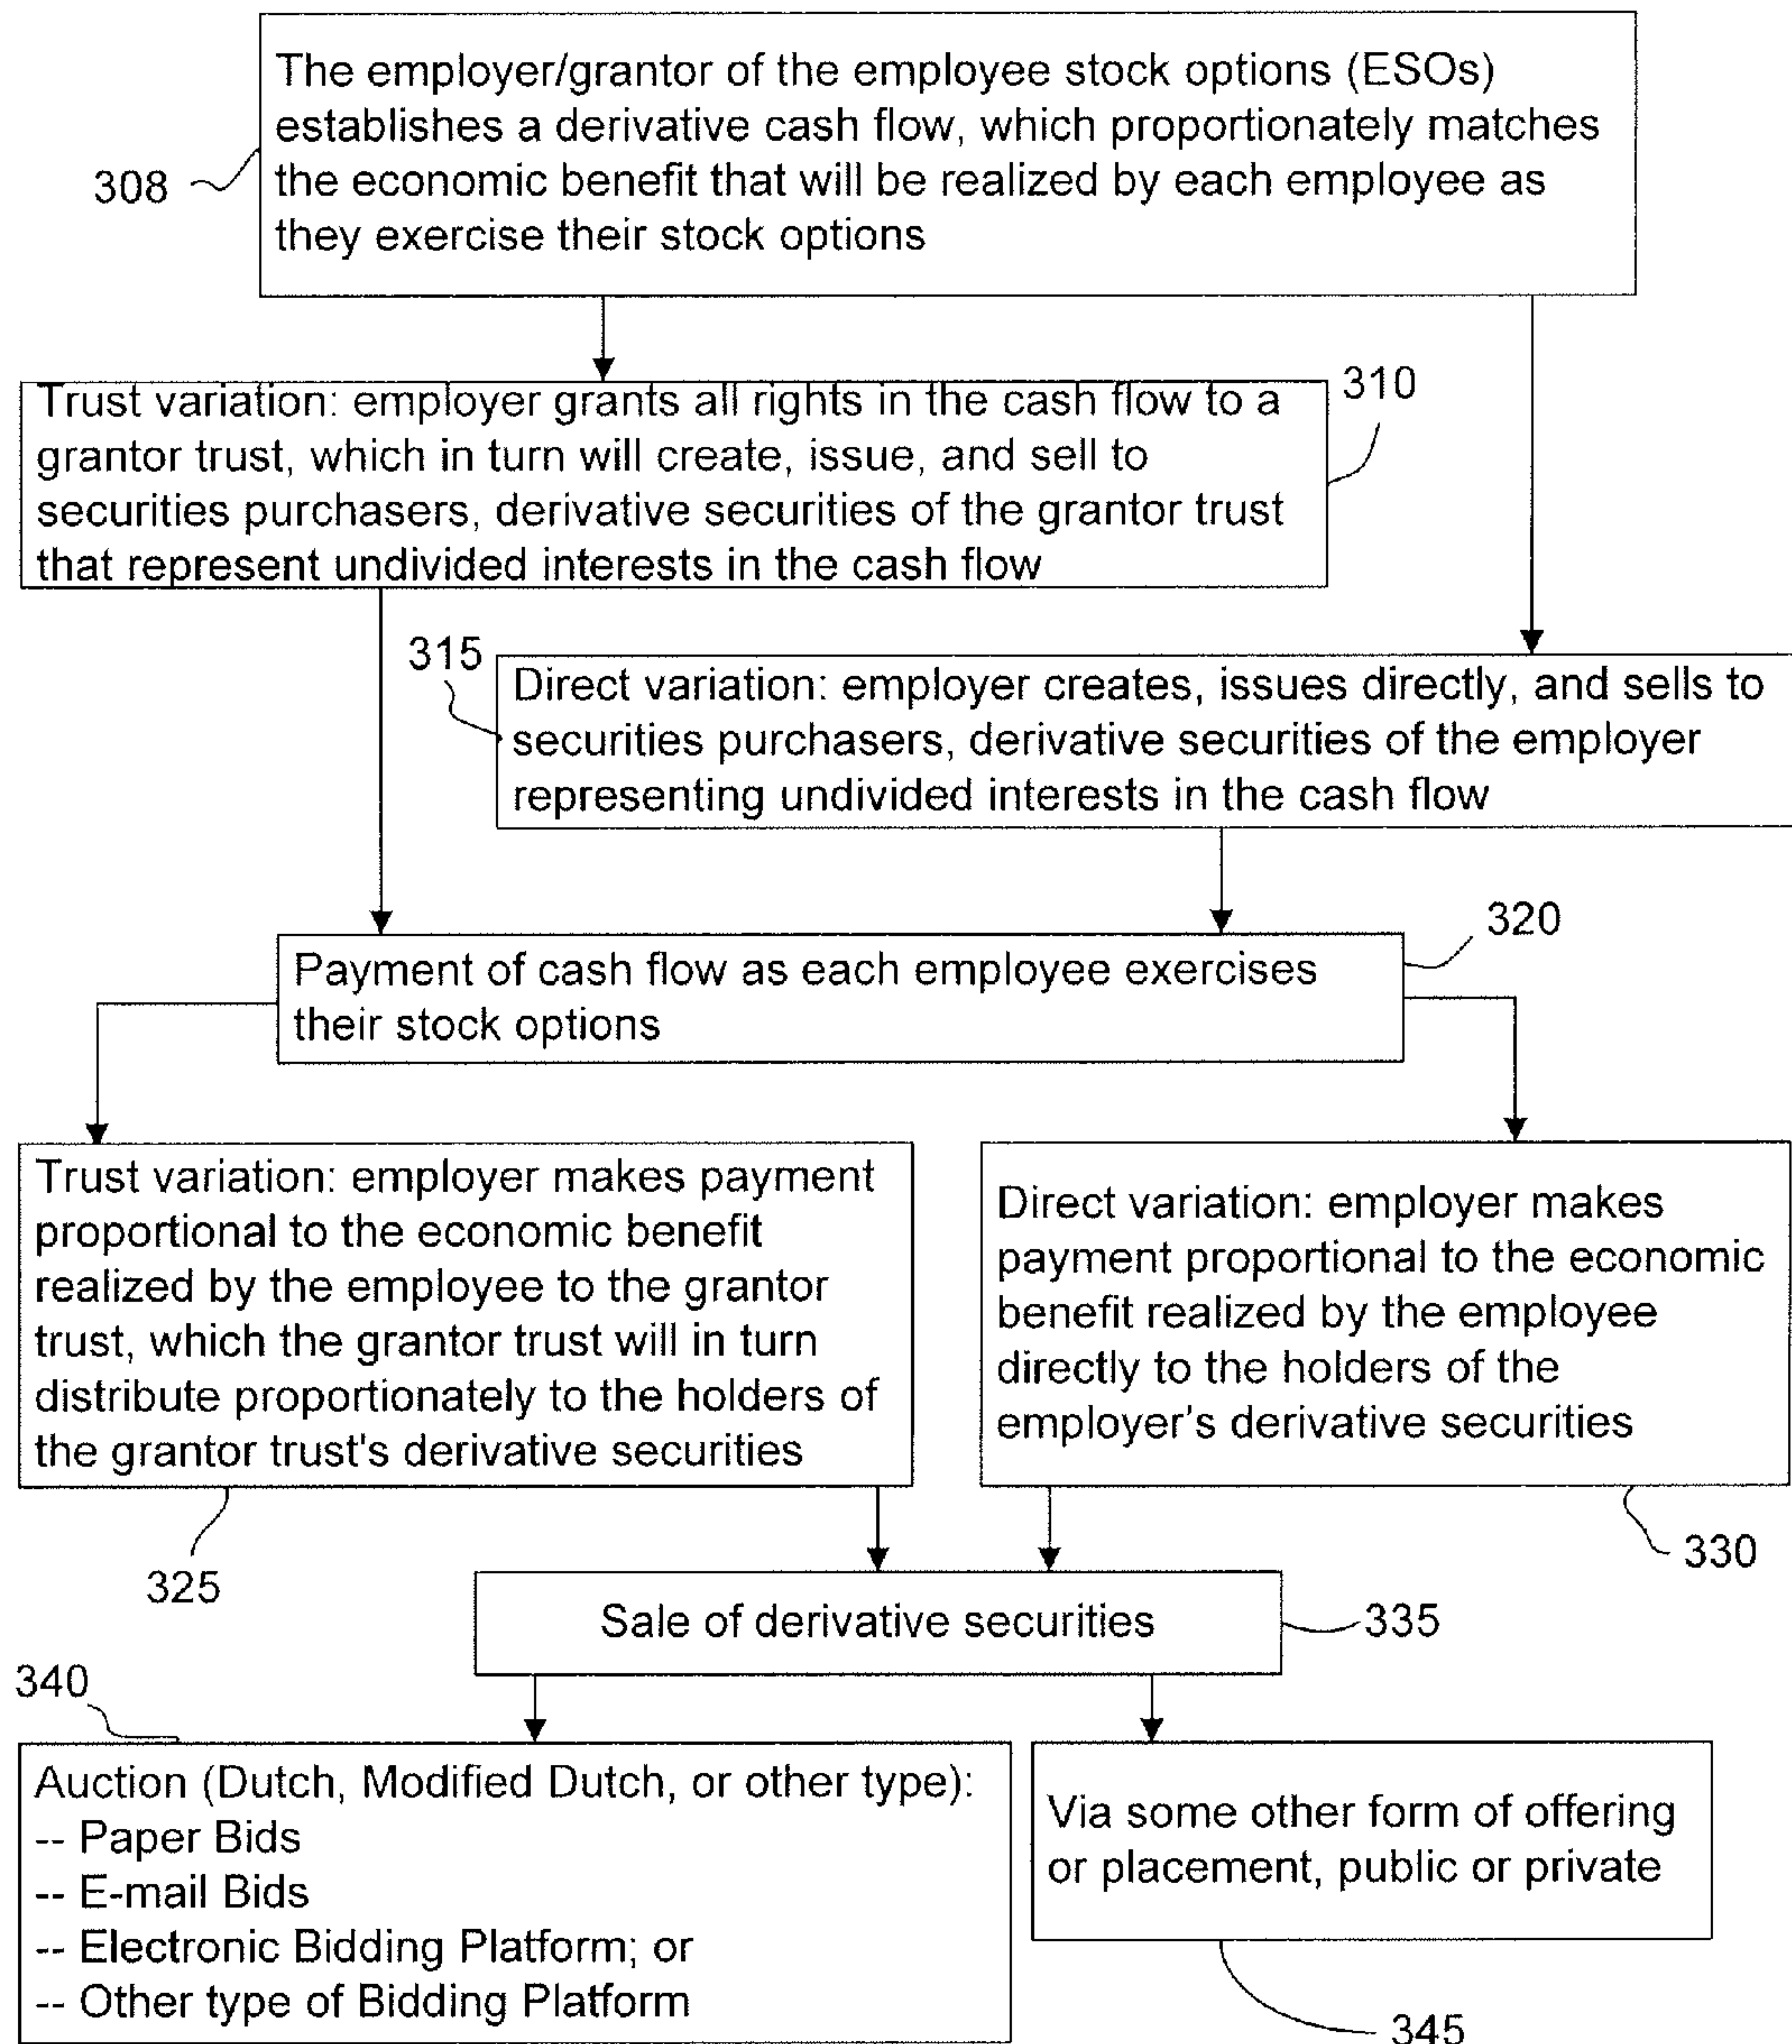 The employer/grantor of the employee stock options (ESOs)
establishes a derivative cash flow, which proportionately matches
the economic benefit that will be realized by each employee as
they exercise their stock options
308
Trust variation: employer grants all rights in the cash flow to a
grantor trust, which in turn will create, issue, and sell to
securities purchasers, derivative securities of the grantor trust
that represent undivided interests in the cash flow
310
315
Direct variation: employer creates, issues directly, and sells to
securities purchasers, derivative securities of the employer
representing undivided interests in the cash flow
320
Payment of cash flow as each employee exercises
their stock options
Trust variation: employer makes payment
proportional to the economic benefit
realized by the employee to the grantor
trust, which the grantor trust will in turn
distribute proportionately to the holders of
the grantor trust's derivative securities
325
Direct variation: employer makes
payment proportional to the economic
benefit realized by the employee
directly to the holders of the
employer's derivative securities
330
Sale of derivative securities
335
340
Auction (Dutch, Modified Dutch, or other type):
-- Paper Bids
-- E-mail Bids
-- Electronic Bidding Platform; or
-- Other type of Bidding Platform
Via some other form of offering
or placement, public or private
345